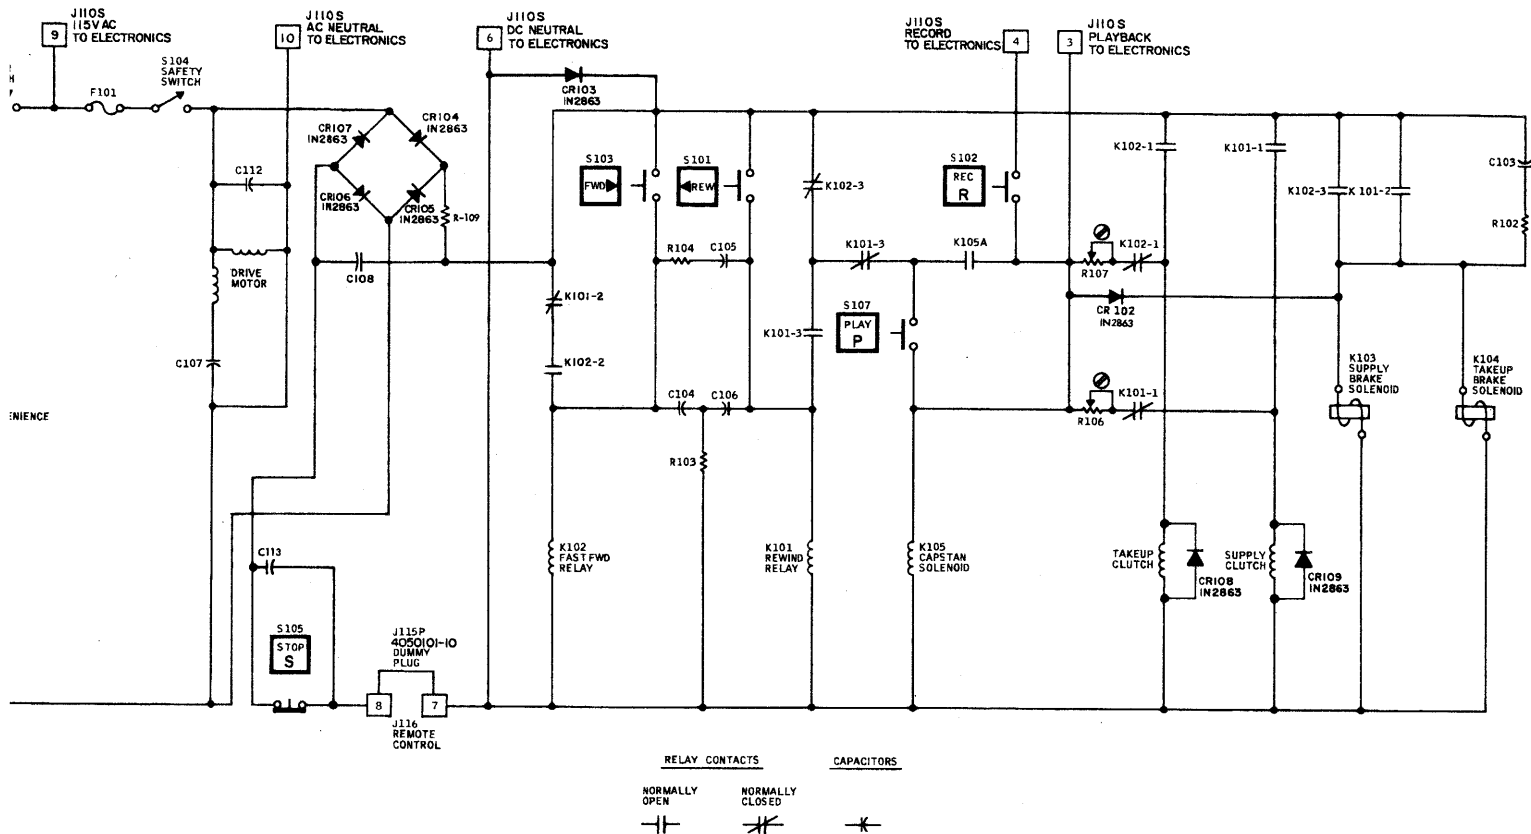 J110S
115VAC
TO ELECTRONICS
9
J110S
AC NEUTRAL
TO ELECTRONICS
10
J110S
DC NEUTRAL
TO ELECTRONICS
6
J110S
RECORD
TO ELECTRONICS
4
J110S
PLAYBACK
TO ELECTRONICS
3
H
F101
S104
SAFETY
SWITCH
CR103
IN2863
CR107
IN2863
CR104
IN2863
CR106
IN2863
CR105
IN2863
R-109
C112
DRIVE
MOTOR
C107
C108
S103
FWD
S101
REW
K102-3
S102
REC
R
K102-1
K101-1
K102-3
K101-2
C103
R102
R104
C105
K101-3
K105A
K102-1
R107
CR102
IN2863
K101-2
K102-2
K101-3
S107
PLAY
P
K103
SUPPLY
BRAKE
SOLENOID
K104
TAKEUP
BRAKE
SOLENOID
C104
C106
K101-1
R106
ENIENCE
R103
C113
K102
FAST FWD
RELAY
K101
REWIND
RELAY
K105
CAPSTAN
SOLENOID
TAKEUP
CLUTCH
CR108
IN2863
SUPPLY
CLUTCH
CR109
IN2863
S105
STOP
S
J115P
4050101-10
DUMMY
PLUG
8
7
J116
REMOTE
CONTROL
RELAY CONTACTS
CAPACITORS
NORMALLY
OPEN
NORMALLY
CLOSED